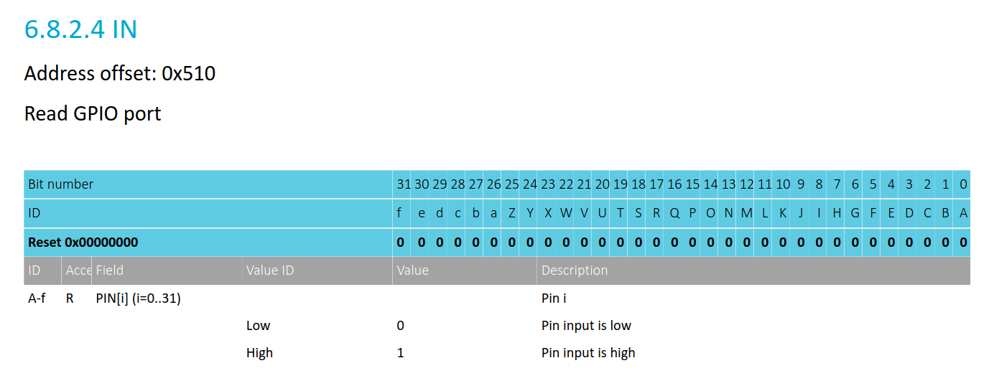 6.8.2.4 IN
Address offset: 0x510
Read GPIO port
Bit number 31 30 29 28 27 26 25 24 23 22 21 20 19 18 17 16 15 14 13 12 11 10 9 8 7 6 5 4 3 2 1 0
ID f e d c b a Z Y X W V U T S R Q P O N M L K J I H G F E D C B A
Reset 0x00000000 0 0 0 0 0 0 0 0 0 0 0 0 0 0 0 0 0 0 0 0 0 0 0 0 0 0 0 0 0 0 0 0
ID Acce Field Value ID Value Description
A-f R PIN[i] (i=0..31) Pin i
Low 0 Pin input is low
High 1 Pin input is high